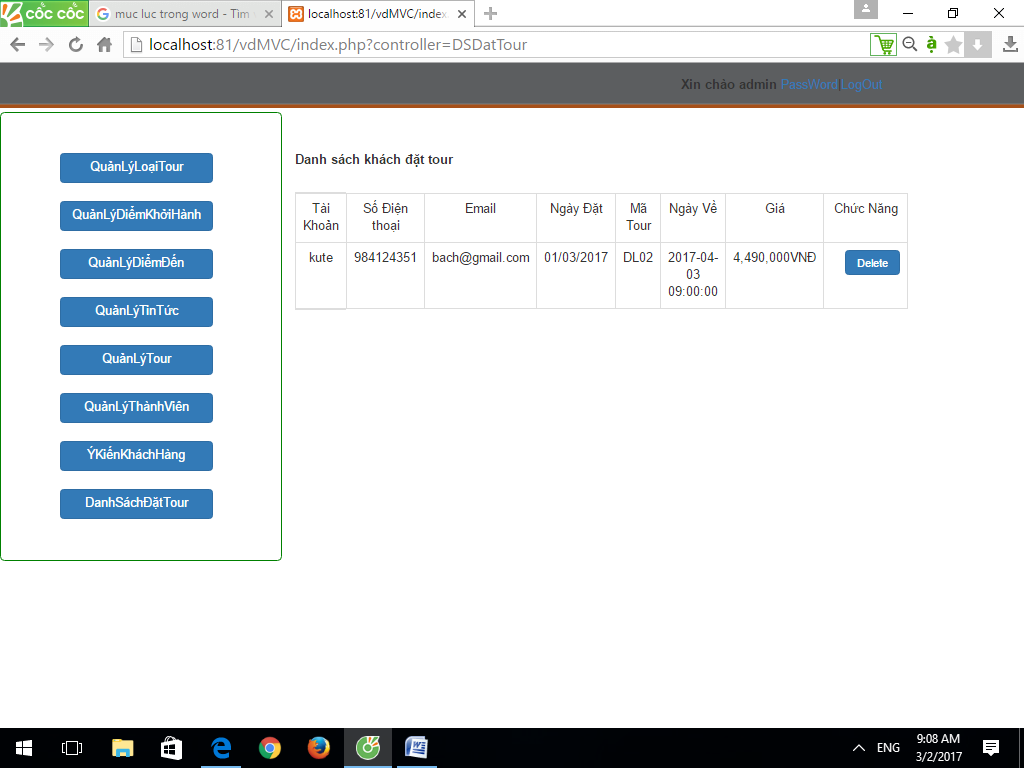 cốc cốc
muc luc trong word - Tìm
localhost:81/vdMVC/index.
localhost:81/vdMVC/index.php?controller=DSDatTour
Xin chào admin PassWord|LogOut
QuảnLýLoạiTour
QuảnLýDiểmKhởiHành
QuảnLýDiểmĐến
QuảnLýTinTức
QuảnLýTour
QuảnLýThànhViên
ÝKiếnKháchHàng
DanhSáchĐặtTour
Danh sách khách đặt tour
Tài Khoản Số Điện thoại Email Ngày Đặt Mã Tour Ngày Về Giá Chức Năng
kute 984124351 bach@gmail.com 01/03/2017 DL02 2017-04-03 09:00:00 4,490,000VNĐ Delete
ENG
9:08 AM
3/2/2017